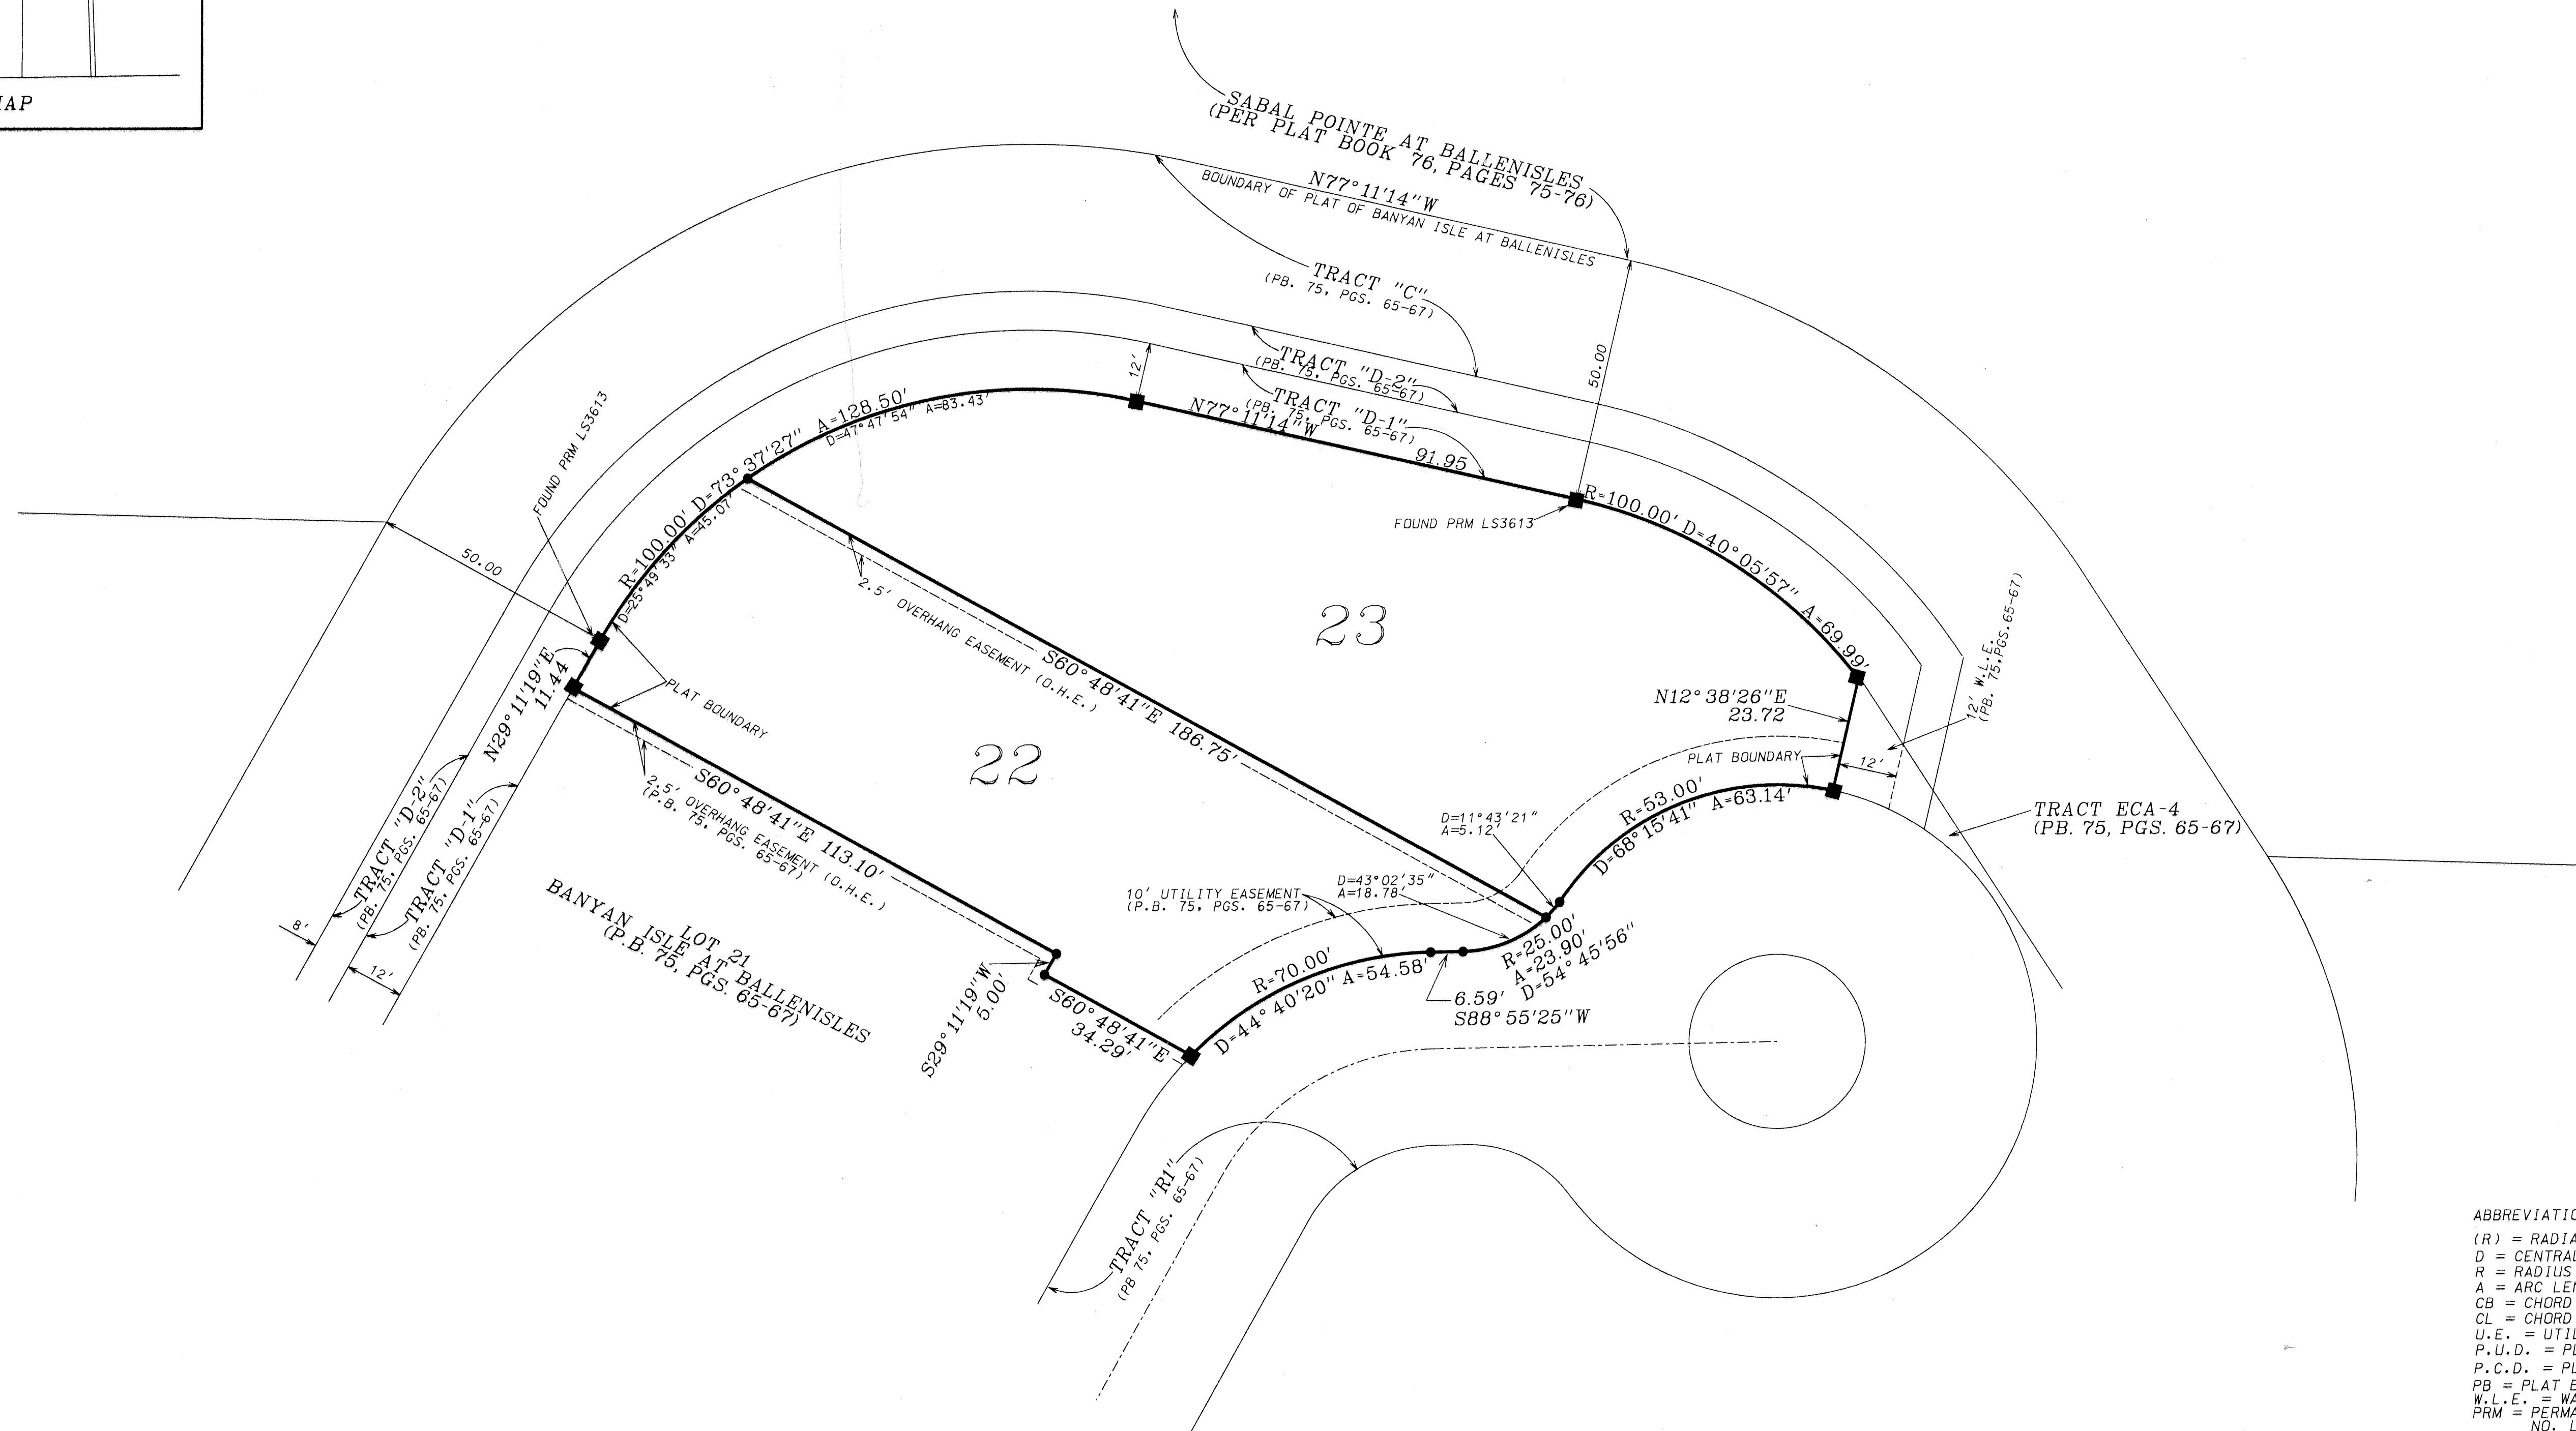 MAP
SABAL POINTE AT BALLENISLES
(PER PLAT BOOK 76, PAGES 75-76)
N77°11'14"W
BOUNDARY OF PLAT OF BANYAN ISLE AT BALLENISLES
TRACT "C"
(PB. 75, PGS. 65-67)
TRACT "D-2"
(PB. 75, PGS. 65-67)
TRACT "D-1"
(PB. 75, PGS. 65-67)
12'
50.00
N77°11'14"W
91.95
R=100.00' D=73°37'27" A=128.50'
D=47°47'54" A=83.43'
D=25°49'33" A=45.07'
FOUND PRM LS3613
50.00
FOUND PRM LS3613
R=100.00' D=40°05'57" A=69.99'
23
2.5' OVERHANG EASEMENT (O.H.E.)
S60°48'41"E 186.75'
N12°38'26"E
23.72
12' W.L.E.
(PB. 75, PGS. 65-67)
PLAT BOUNDARY
12'
TRACT ECA-4
(PB. 75, PGS. 65-67)
N29°11'19"E
11.44
PLAT BOUNDARY
22
S60°48'41"E 113.10'
2.5' OVERHANG EASEMENT (O.H.E.)
(P.B. 75, PGS. 65-67)
TRACT "D-2"
(PB. 75, PGS. 65-67)
TRACT "D-1"
(PB. 75, PGS. 65-67)
8'
12'
LOT 21
BANYAN ISLE AT BALLENISLES
(P.B. 75, PGS. 65-67)
S29°11'19"W
5.00'
S60°48'41"E
34.29'
10' UTILITY EASEMENT
(P.B. 75, PGS. 65-67)
D=11°43'21"
A=5.12'
D=43°02'35"
A=18.78'
R=53.00'
D=68°15'41" A=63.14'
R=25.00'
A=23.90'
D=54°45'56"
R=70.00'
D=44°40'20" A=54.58'
6.59'
S88°55'25"W
TRACT "R1"
(PB 75, PGS. 65-67)
ABBREVIATIO
(R) = RADIA
D = CENTRAL
R = RADIUS
A = ARC LEN
CB = CHORD
CL = CHORD
U.E. = UTIL
P.U.D. = PL
P.C.D. = PL
PB = PLAT B
W.L.E. = WA
PRM = PERMA
NO. L